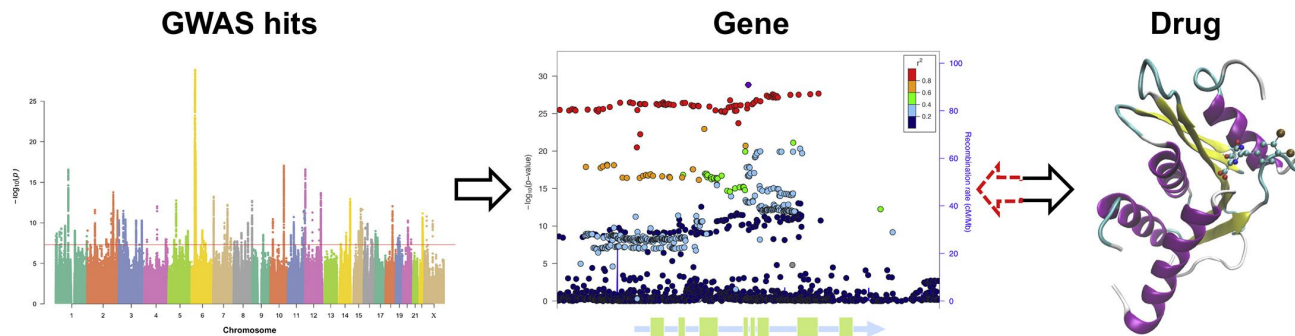 GWAS hits
Gene
Drug
−log₁₀(p)
25
20
15
10
5
0
1 2 3 4 5 6 7 8 9 10 11 12 13 14 15 17 19 21 X
Chromosome
−log₁₀(p−value)
30
25
20
15
10
5
0
r²
0.8
0.6
0.4
0.2
100
80
60
40
20
0
Recombination rate (cM/Mb)